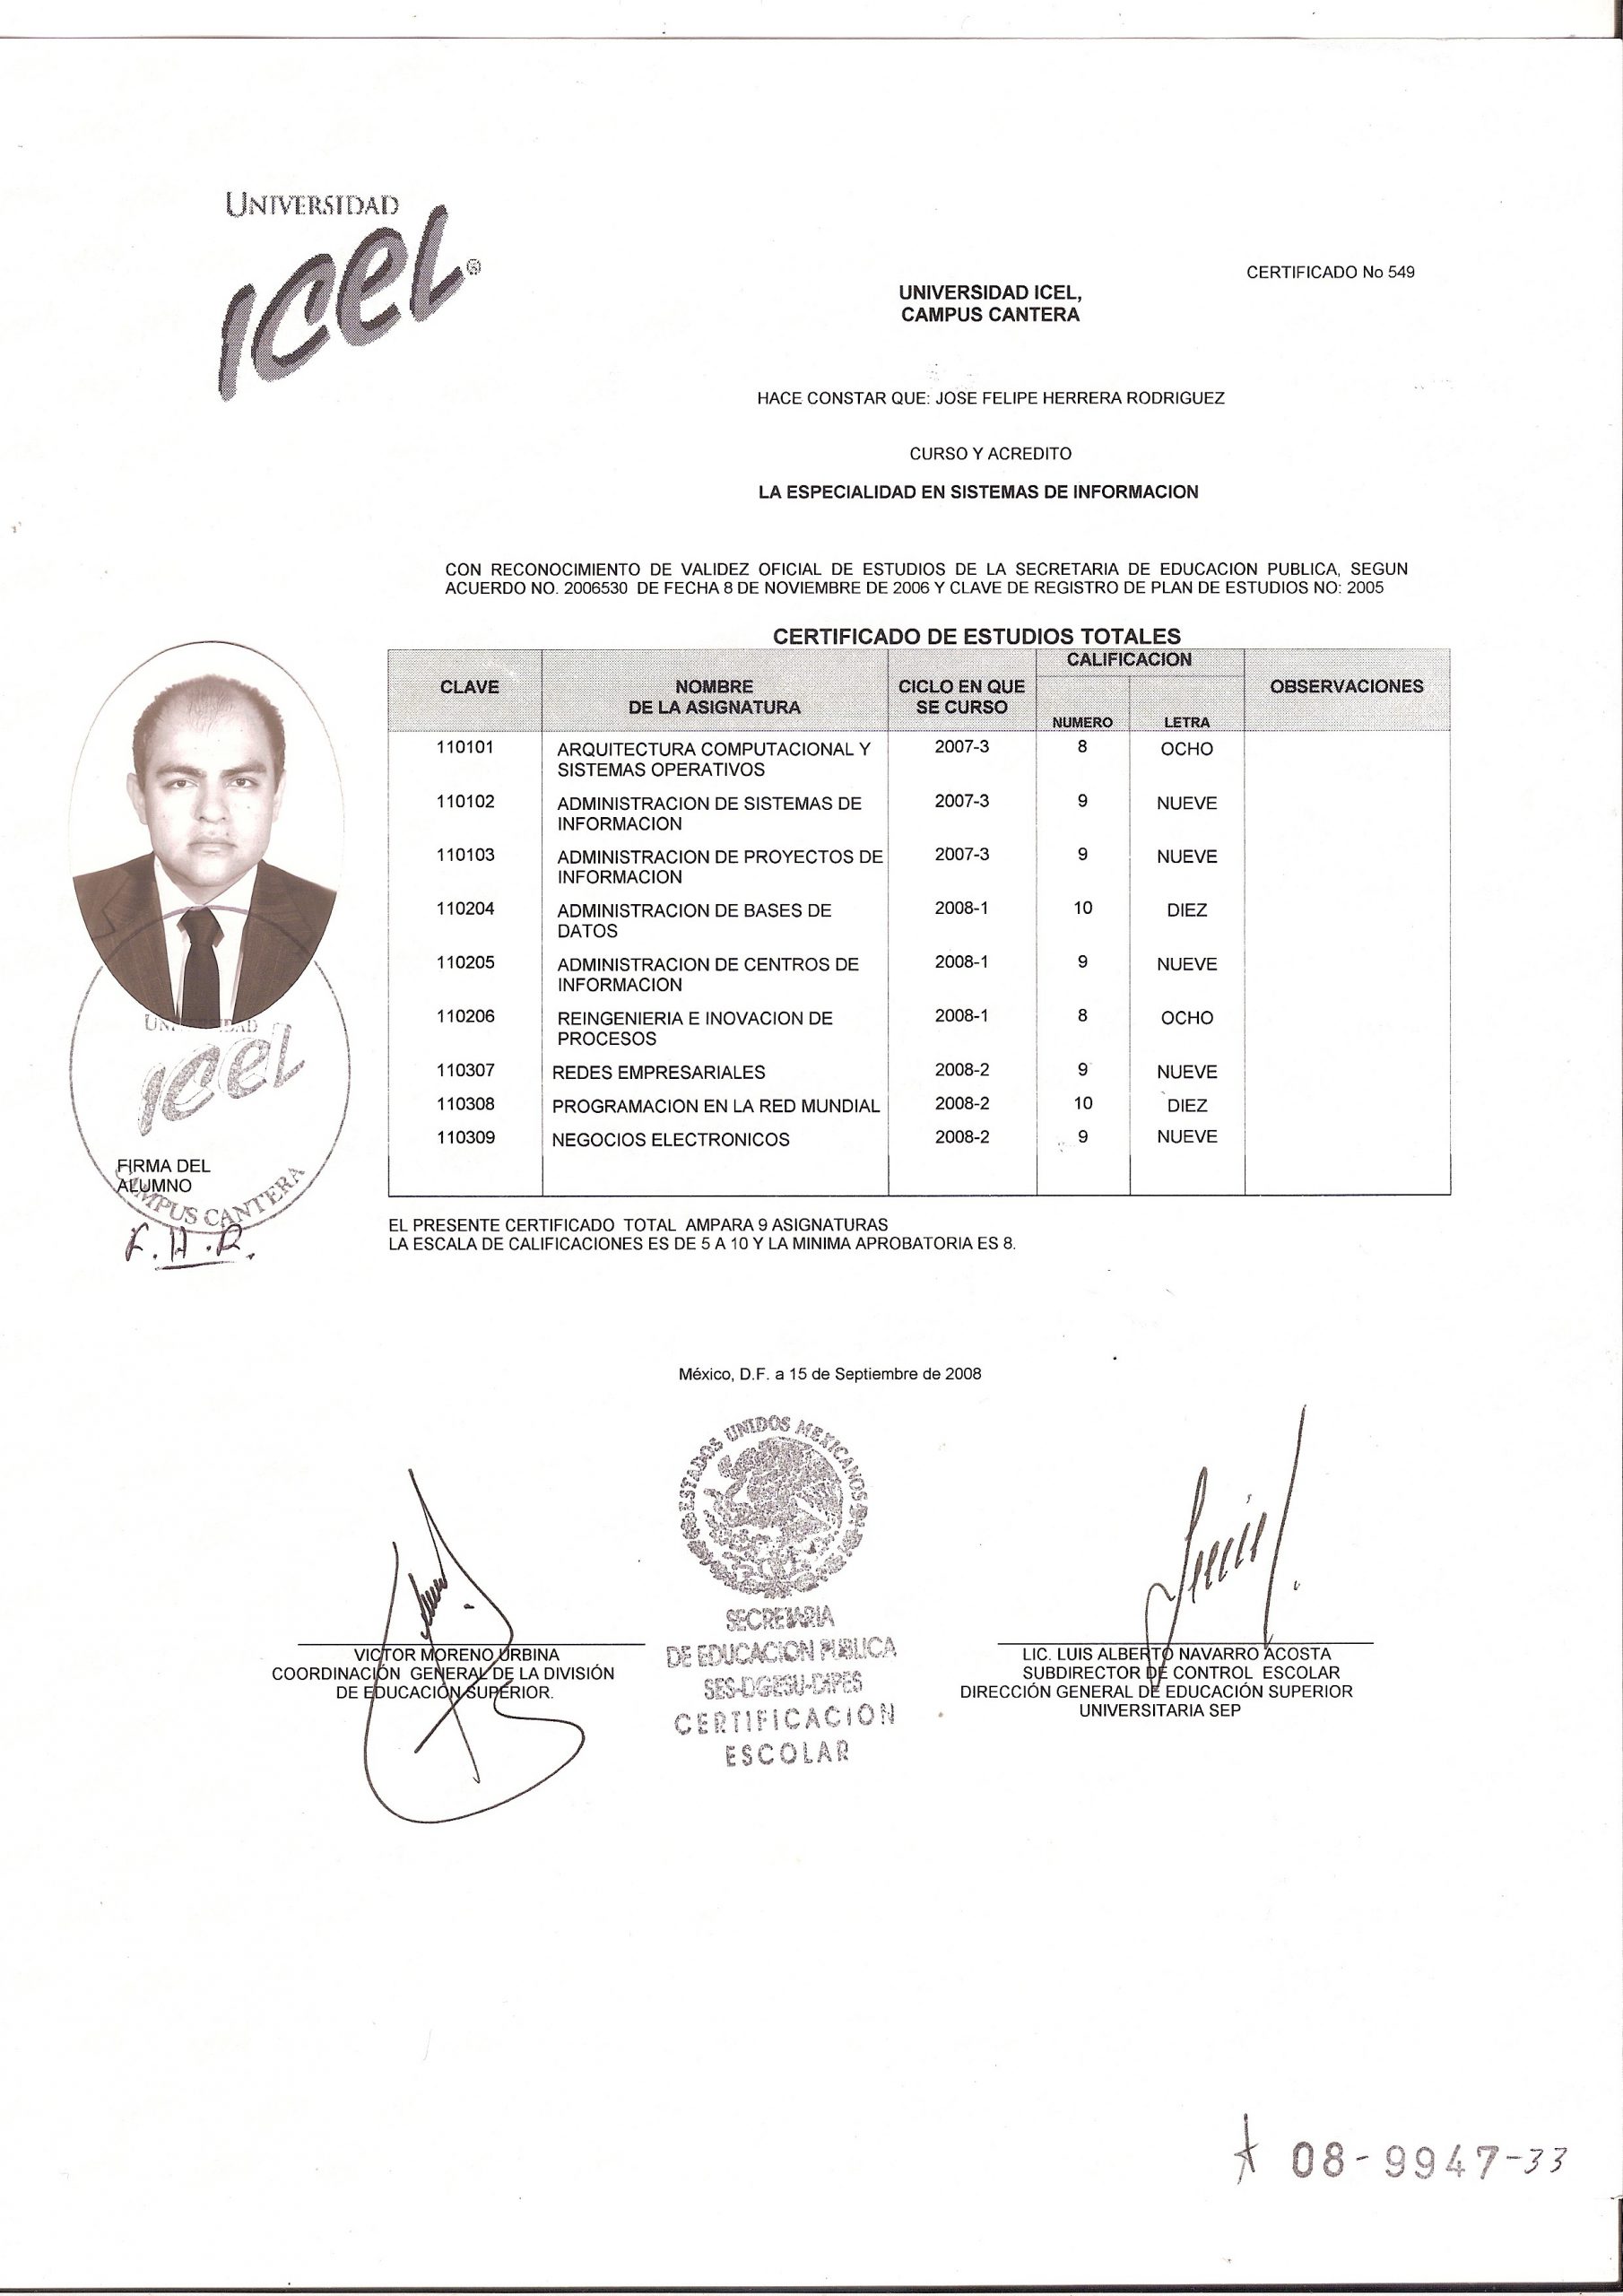 UNIVERSIDAD
ICEL®
CERTIFICADO No 549
UNIVERSIDAD ICEL,
CAMPUS CANTERA
HACE CONSTAR QUE: JOSE FELIPE HERRERA RODRIGUEZ
CURSO Y ACREDITO
LA ESPECIALIDAD EN SISTEMAS DE INFORMACION
CON RECONOCIMIENTO DE VALIDEZ OFICIAL DE ESTUDIOS DE LA SECRETARIA DE EDUCACION PUBLICA, SEGUN
ACUERDO NO. 2006530 DE FECHA 8 DE NOVIEMBRE DE 2006 Y CLAVE DE REGISTRO DE PLAN DE ESTUDIOS NO: 2005
CERTIFICADO DE ESTUDIOS TOTALES
CLAVE NOMBRE DE LA ASIGNATURA CICLO EN QUE SE CURSO CALIFICACION NUMERO LETRA OBSERVACIONES
110101 ARQUITECTURA COMPUTACIONAL Y 2007-3 8 OCHO
SISTEMAS OPERATIVOS
110102 ADMINISTRACION DE SISTEMAS DE 2007-3 9 NUEVE
INFORMACION
110103 ADMINISTRACION DE PROYECTOS DE 2007-3 9 NUEVE
INFORMACION
110204 ADMINISTRACION DE BASES DE 2008-1 10 DIEZ
DATOS
110205 ADMINISTRACION DE CENTROS DE 2008-1 9 NUEVE
INFORMACION
110206 REINGENIERIA E INOVACION DE 2008-1 8 OCHO
PROCESOS
110307 REDES EMPRESARIALES 2008-2 9 NUEVE
110308 PROGRAMACION EN LA RED MUNDIAL 2008-2 10 DIEZ
110309 NEGOCIOS ELECTRONICOS 2008-2 9 NUEVE
UNIVERSIDAD
ICEL
CAMPUS CANTERA
FIRMA DEL
ALUMNO
F.H.R.
EL PRESENTE CERTIFICADO TOTAL AMPARA 9 ASIGNATURAS
LA ESCALA DE CALIFICACIONES ES DE 5 A 10 Y LA MINIMA APROBATORIA ES 8.
México, D.F. a 15 de Septiembre de 2008
ESTADOS UNIDOS MEXICANOS
SECRETARIA
DE EDUCACION PUBLICA
SES-DGESU-DIPES
CERTIFICACION
ESCOLAR
VICTOR MORENO URBINA
COORDINACIÓN GENERAL DE LA DIVISIÓN
DE EDUCACIÓN SUPERIOR.
LIC. LUIS ALBERTO NAVARRO ACOSTA
SUBDIRECTOR DE CONTROL ESCOLAR
DIRECCIÓN GENERAL DE EDUCACIÓN SUPERIOR
UNIVERSITARIA SEP
08-9947-33